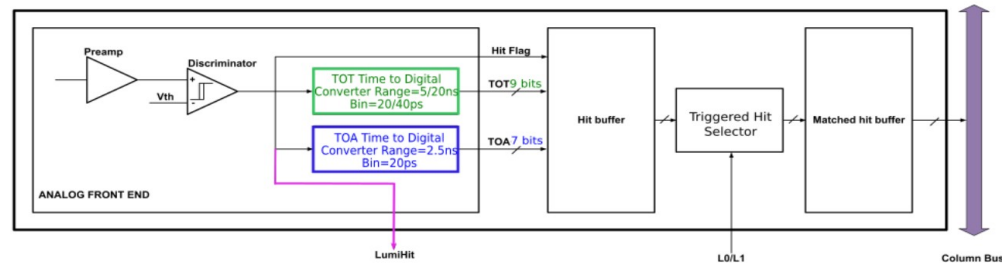 Preamp
Discriminator
+
-
Vth
TOT Time to Digital
Converter Range=5/20ns
Bin=20/40ps
TOA Time to Digital
Converter Range=2.5ns
Bin=20ps
ANALOG FRONT END
Hit Flag
TOT9 bits
TOA7 bits
Hit buffer
Triggered Hit
Selector
Matched hit buffer
LumiHit
L0/L1
Column Bus